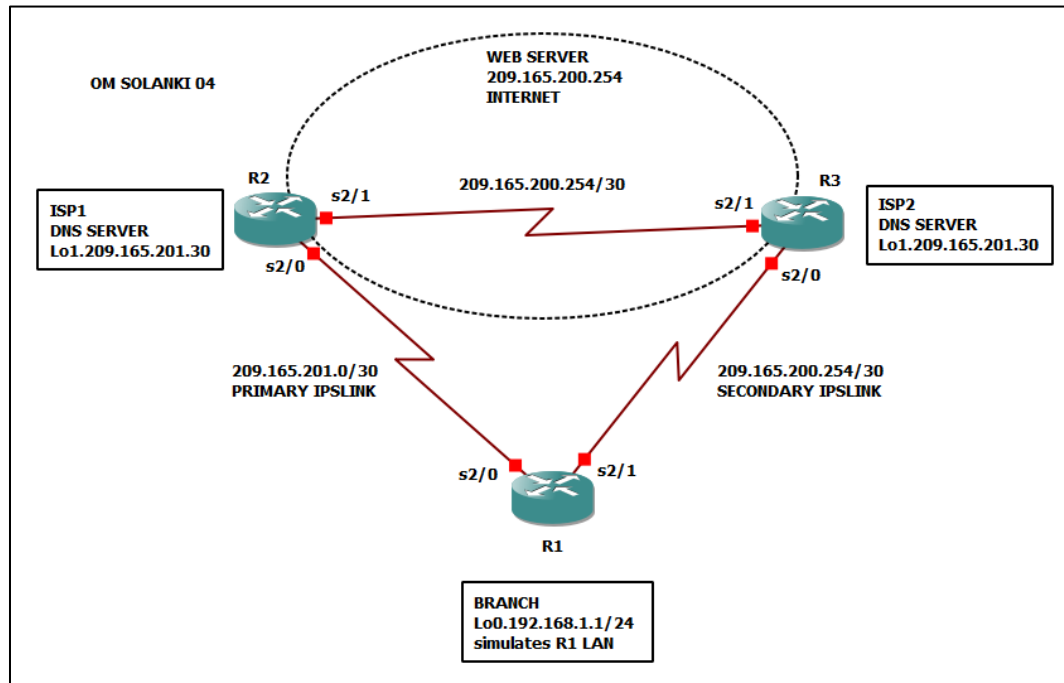 WEB SERVER
209.165.200.254
INTERNET
OM SOLANKI 04
R2
R3
s2/1
209.165.200.254/30
s2/1
ISP1
DNS SERVER
Lo1.209.165.201.30
ISP2
DNS SERVER
Lo1.209.165.201.30
s2/0
s2/0
209.165.201.0/30
PRIMARY IPSLINK
209.165.200.254/30
SECONDARY IPSLINK
s2/0
s2/1
R1
BRANCH
Lo0.192.168.1.1/24
simulates R1 LAN